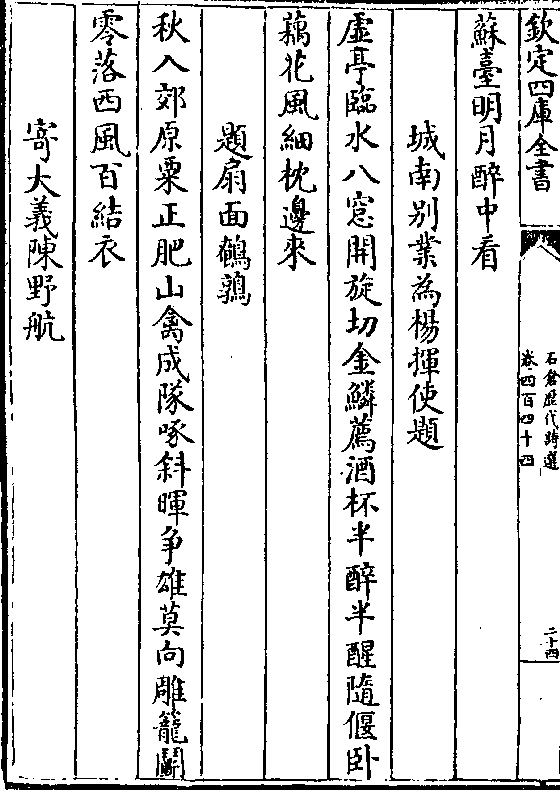 欽定四庫全書
石倉歷代詩選
卷四百四十四
二十四
蘇臺明月醉中看
城南别業為楊揮使題
虛亭臨水八窓開旋切金鱗薦酒杯半醉半醒隨偃卧
藕花風細枕邊來
題扇面鵪鶉
秋入郊原粟正肥山禽成隊啄斜暉争雄莫向雕籠鬭
零落西風百結衣
寄大義陳野航